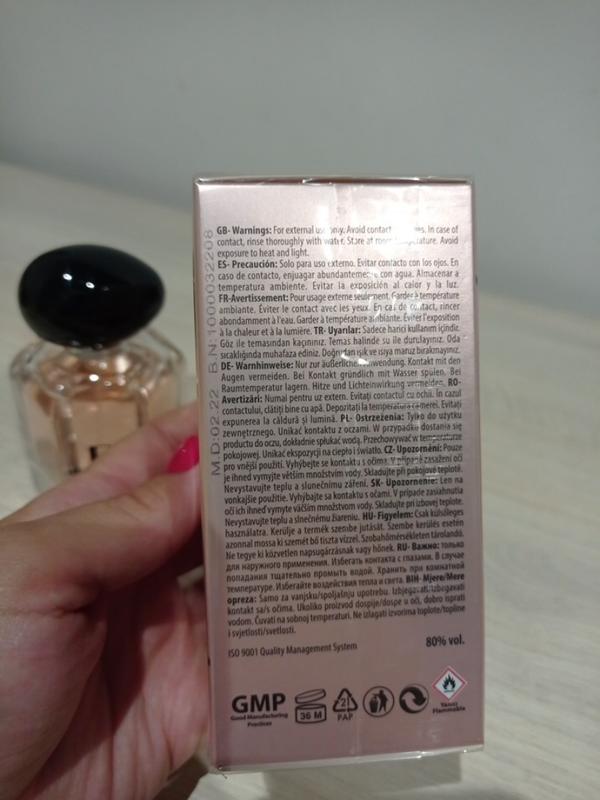 GB- Warnings: For external use only. Avoid contact eyes. In case of
contact, rinse thoroughly with water. Store at room temperature. Avoid
exposure to heat and light.
ES- Precaución: Solo para uso externo. Evitar contacto con los ojos. En
caso de contacto, enjuagar abundantemente con agua. Almacenar a
temperatura ambiente. Evitar la exposición al calor y la luz.
FR-Avertissement: Pour usage externe seulement. Garder à température
ambiante. Éviter le contact avec les yeux. En cas de contact, rincer
abondamment à l'eau. Garder à température ambiante. Éviter l'exposition
à la chaleur et à la lumière. TR- Uyarılar: Sadece harici kullanım içindir.
Göz ile temasından kaçınınız. Temas halinde su ile durulayınız. Oda
sıcaklığında muhafaza ediniz. Doğrudan ışık ve ısıya maruz bırakmayınız.
DE- Warnhinweise: Nur zur äußerlichen Anwendung. Kontakt mit den
Augen vermeiden. Bei Kontakt gründlich mit Wasser spülen. Bei
Raumtemperatur lagern. Hitze und Lichteinwirkung vermeiden. RO-
Avertizări: Numai pentru uz extern. Evitați contactul cu ochii. În cazul
contactului, clătiți bine cu apă. Depozitați la temperatura camerei. Evitați
expunerea la căldură și lumină. PL- Ostrzeżenia: Tylko do użytku
zewnętrznego. Unikać kontaktu z oczami. W przypadku dostania się
produktu do oczu, dokładnie spłukać wodą. Przechowywać w temperaturze
pokojowej. Unikać ekspozycji na ciepło i światło. CZ- Upozornění: Pouze
pro vnější použití. Vyhýbejte se kontaktu s očima. V případě zasažení očí
je ihned vymyjte větším množstvím vody. Skladujte při pokojové teplotě.
Nevystavujte teplu a slunečnímu záření. SK- Upozornenie: Len na
vonkajšie použitie. Vyhýbajte sa kontaktu s očami. V prípade zasiahnutia
očí ich ihneď vymyte väčším množstvom vody. Skladujte pri izbovej teplote.
Nevystavujte teplu a slnečnému žiareniu. HU- Figyelem: Csak külsőleges
használatra. Kerülje a termék szembe jutását. Szembe kerülés esetén
azonnal mossa ki szemét bő tiszta vízzel. Szobahőmérsékleten tárolandó.
Ne tegye ki közvetlen napsugárzásnak vagy hőnek. RU- Важно: только
для наружного применения. Избегать контакта с глазами. В случае
попадания тщательно промыть водой. Хранить при комнатной
температуре. Избегайте воздействия тепла и света. BIH- Mjere/Mere
opreza: Samo za vanjsku/spoljašnju upotrebu. Izbjegavati/izbegavati
kontakt sa/s očima. Ukoliko proizvod dospije/dospe u oči, dobro isprati
vodom. Čuvati na sobnoj temperaturi. Ne izlagati izvorima toplote/topline
i svjetlosti/svetlosti.
ISO 9001 Quality Management System
80% vol.
GMP
Good Manufacturing
Practices
36 M
21
PAP
Yanıcı
Flammable
M.D:02.22 B.N:1000032208